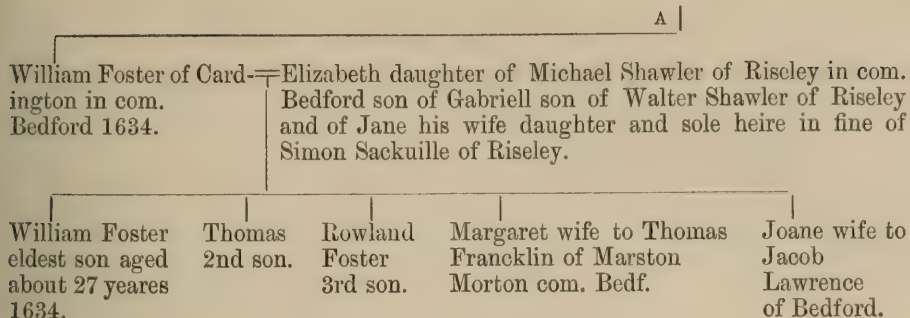 A
William Foster of Card-
ington in com.
Bedford 1634.
Elizabeth daughter of Michael Shawler of Riseley in com.
Bedford son of Gabriell son of Walter Shawler of Riseley
and of Jane his wife daughter and sole heire in fine of
Simon Sackuille of Riseley.
William Foster
eldest son aged
about 27 yeares
1634.
Thomas
2nd son.
Rowland
Foster
3rd son.
Margaret wife to Thomas
Francklin of Marston
Morton com. Bedf.
Joane wife to
Jacob
Lawrence
of Bedford.